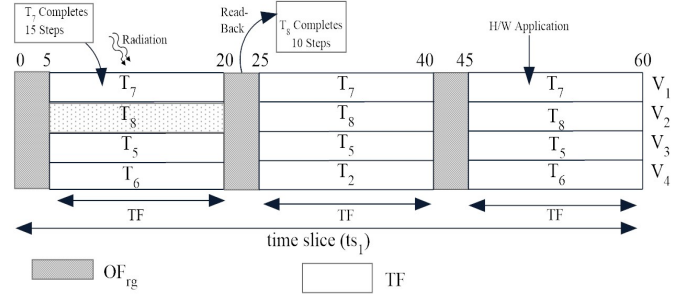 T7 Completes
15 Steps
Radiation
Read-
Back
T8 Completes
10 Steps
H/W Application
0 5 20 25 40 45 60
T7 T7 T7 V1
T8 T8 T8 V2
T5 T5 T5 V3
T6 T2 T6 V4
TF TF TF
time slice (ts1)
OFrg TF